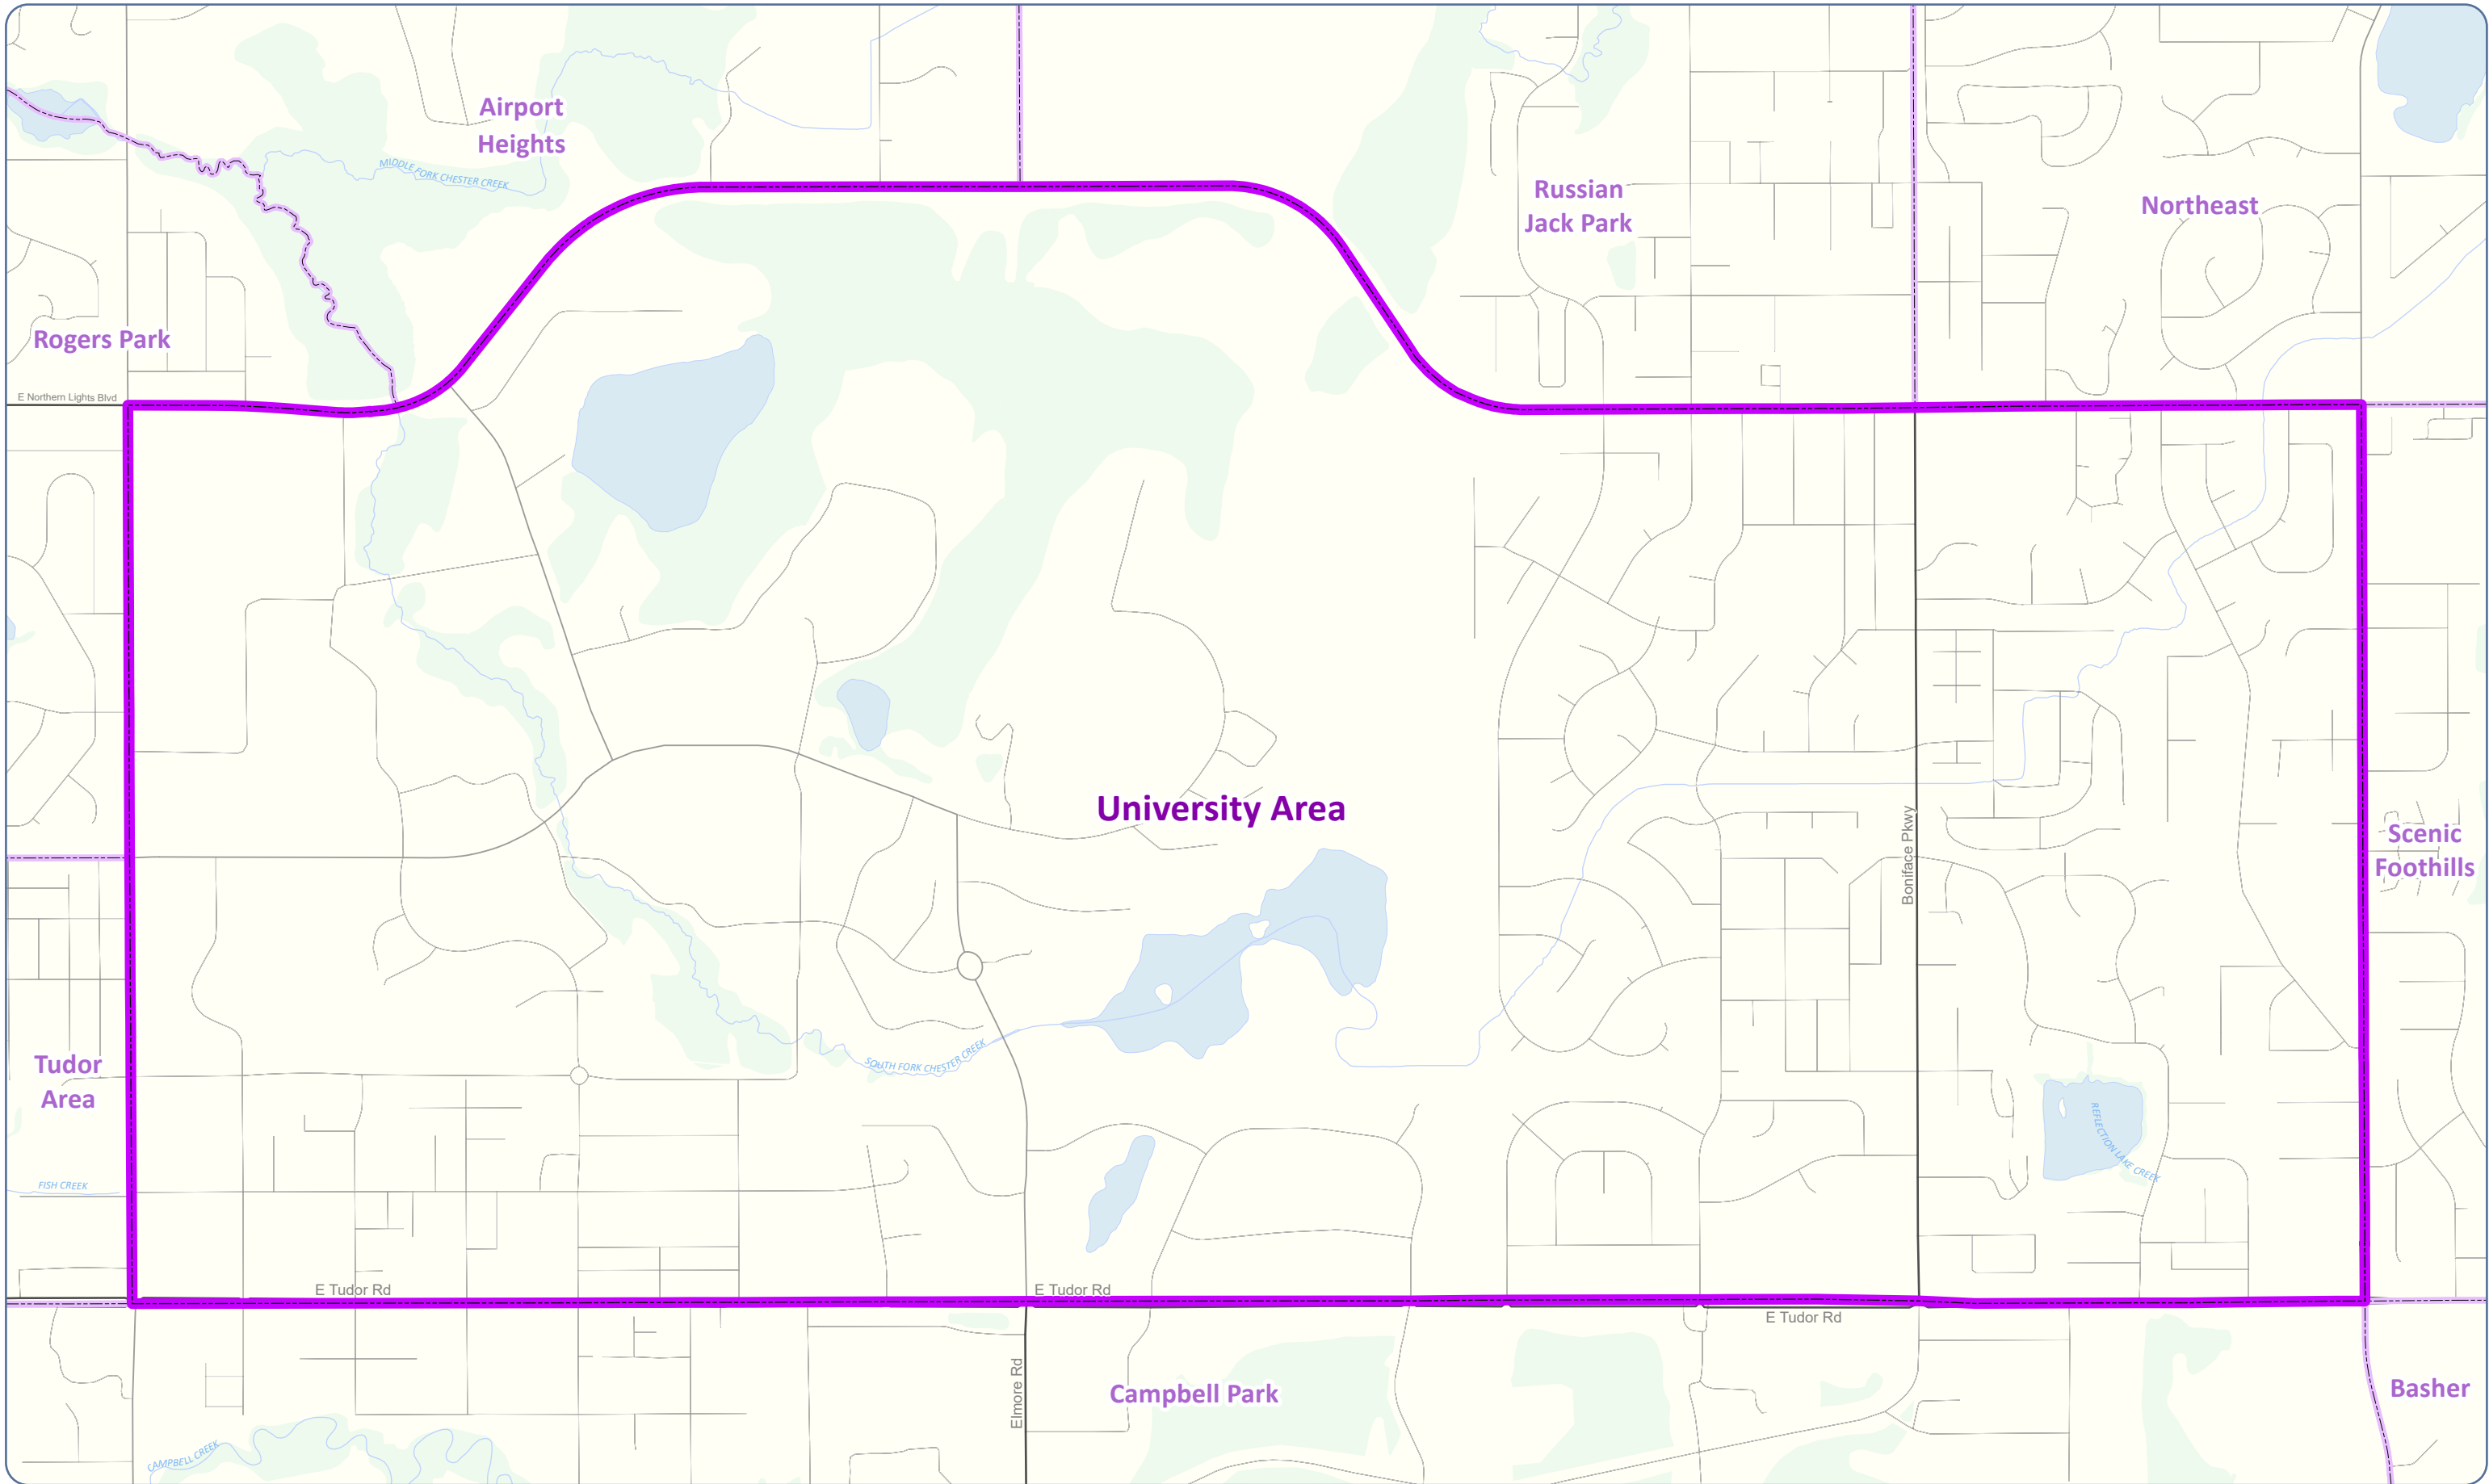 Airport
Heights
MIDDLE FORK CHESTER CREEK
Russian
Jack Park
Northeast
Rogers Park
E Northern Lights Blvd
University Area
Boniface Pkwy
Scenic
Foothills
SOUTH FORK CHESTER CREEK
Tudor
Area
REFLECTION LAKE CREEK
FISH CREEK
E Tudor Rd
E Tudor Rd
E Tudor Rd
Elmore Rd
Campbell Park
Basher
CAMPBELL CREEK